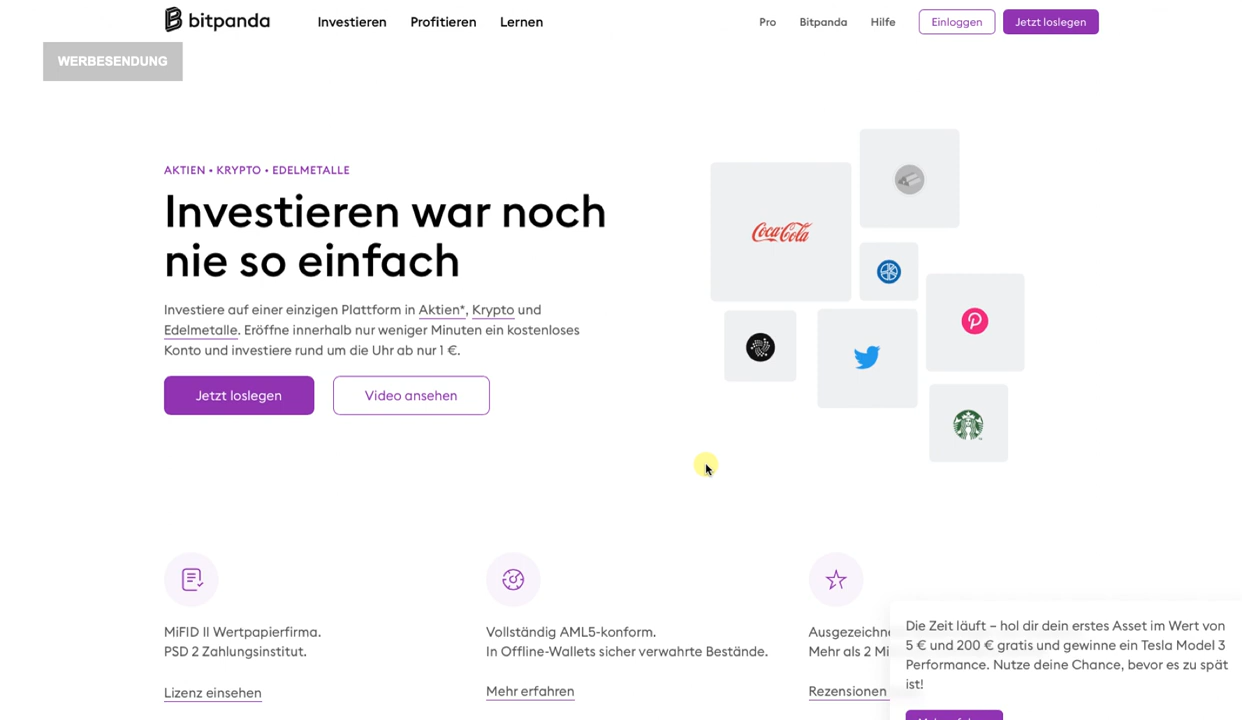 bitpanda
Investieren Profitieren Lernen
Pro Bitpanda Hilfe Einloggen Jetzt loslegen
WERBESENDUNG
AKTIEN • KRYPTO • EDELMETALLE
Investieren war noch
nie so einfach
Investiere auf einer einzigen Plattform in Aktien*, Krypto und
Edelmetalle. Eröffne innerhalb nur weniger Minuten ein kostenloses
Konto und investiere rund um die Uhr ab nur 1 €.
Jetzt loslegen Video ansehen
Coca-Cola
MiFID II Wertpapierfirma.
PSD 2 Zahlungsinstitut.
Lizenz einsehen
Vollständig AML5-konform.
In Offline-Wallets sicher verwahrte Bestände.
Mehr erfahren
Mehr als 2
Rezensionen
Die Zeit läuft – hol dir dein erstes Asset im Wert von
5 € und 200 € gratis und gewinne ein Tesla Model 3
Performance. Nutze deine Chance, bevor es zu spät
ist!